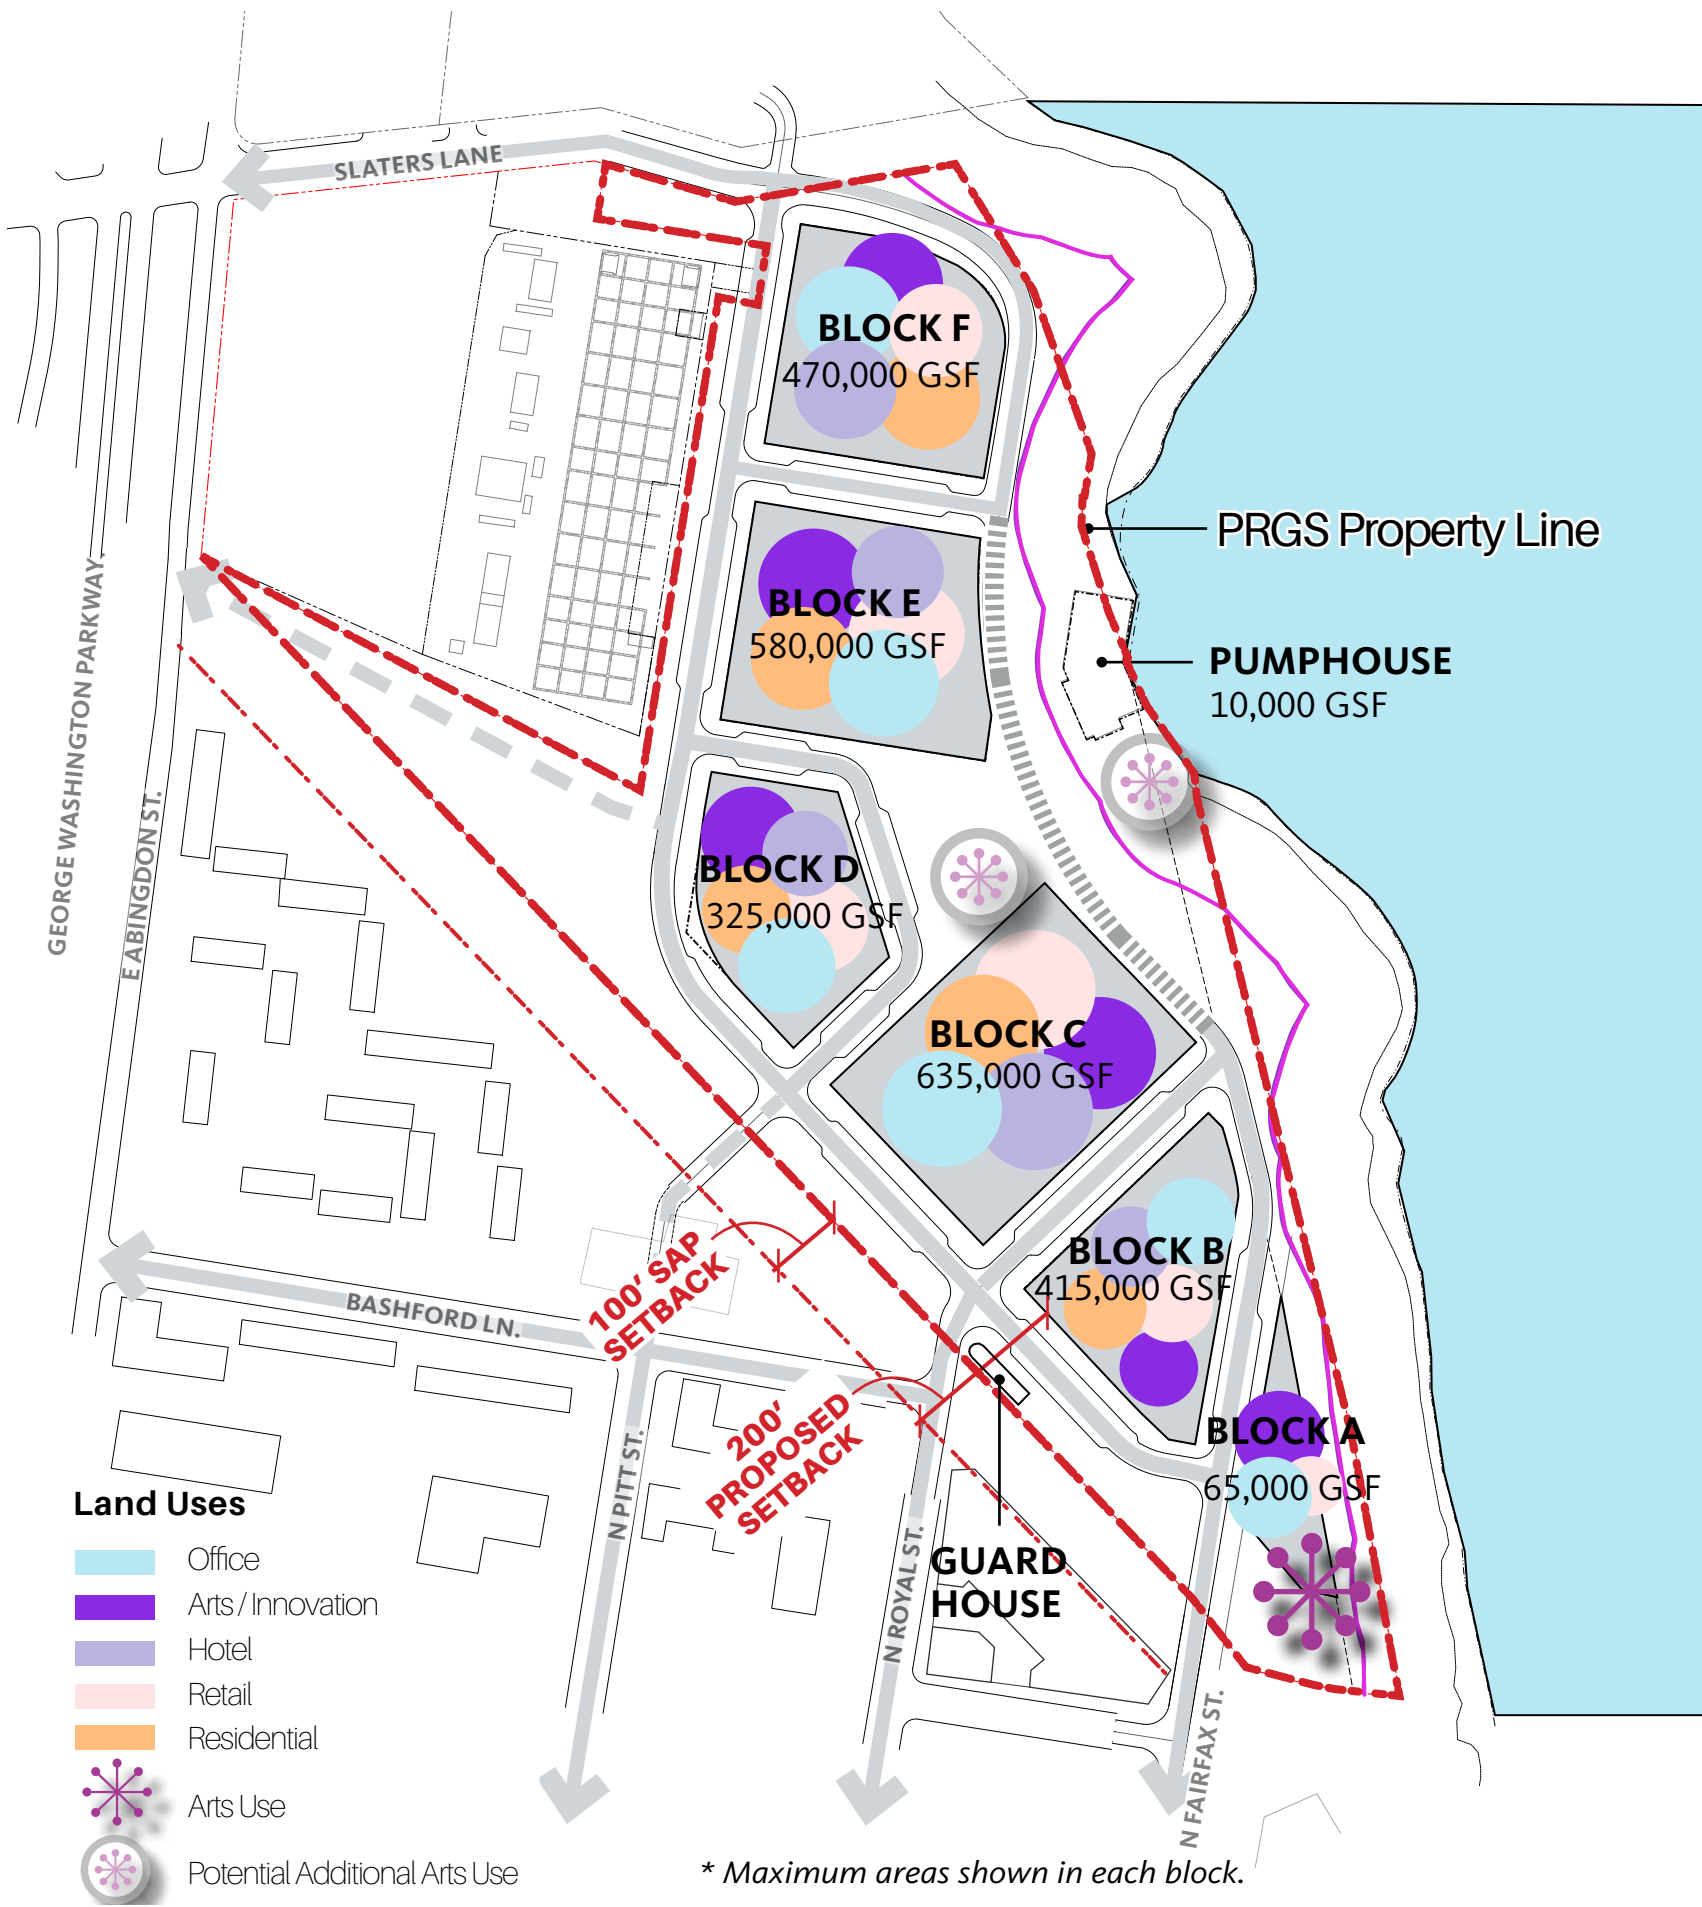 SLATERS LANE
BLOCK F
470,000 GSF
PRGS Property Line
BLOCK E
580,000 GSF
PUMPHOUSE
10,000 GSF
GEORGE WASHINGTON PARKWAY.
E ABINGDON ST.
BLOCK D
325,000 GSF
BLOCK C
635,000 GSF
BLOCK B
415,000 GSF
100' SAP
SETBACK
BASHFORD LN.
200'
PROPOSED
SETBACK
BLOCK A
65,000 GSF
N PITT ST.
N ROYAL ST.
GUARD
HOUSE
N FAIRFAX ST.
Land Uses
Office
Arts / Innovation
Hotel
Retail
Residential
Arts Use
Potential Additional Arts Use
* Maximum areas shown in each block.